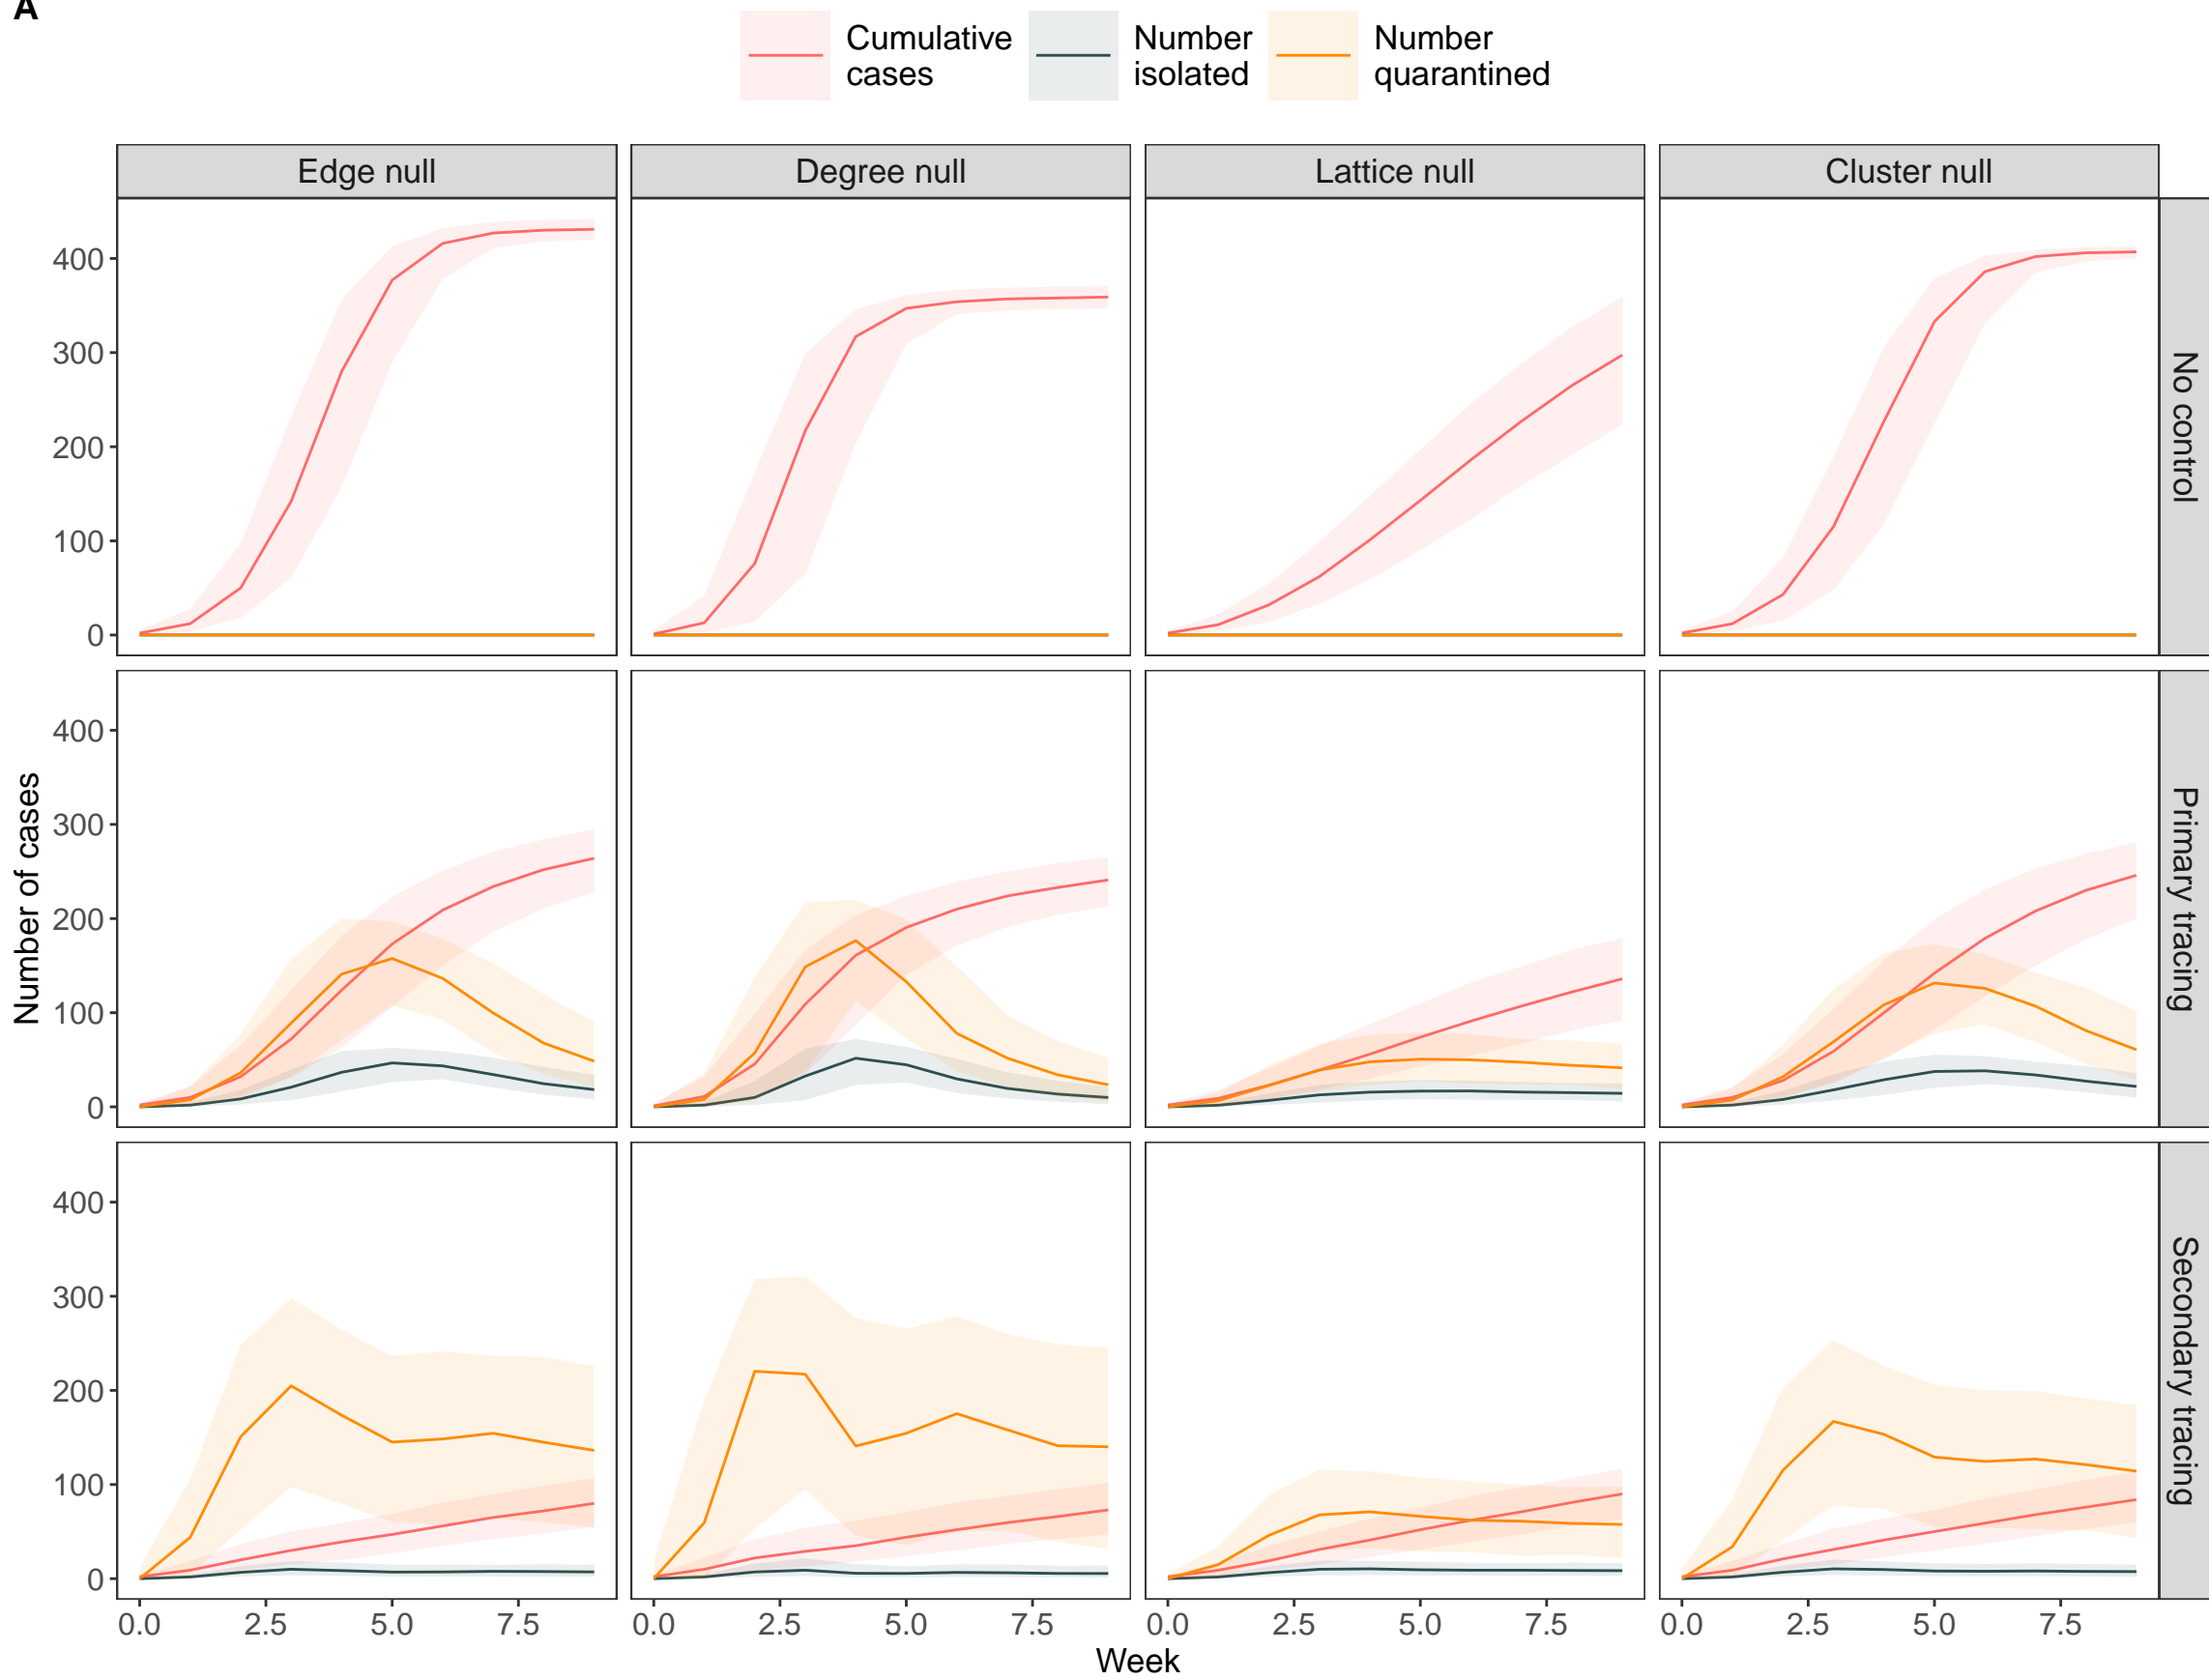 A
Cumulative
cases
Number
isolated
Number
quarantined
Edge null
Degree null
Lattice null
Cluster null
400
300
200
100
0
No control
Number of cases
400
300
200
100
0
Primary tracing
400
300
200
100
0
Secondary tracing
0.0 2.5 5.0 7.5
0.0 2.5 5.0 7.5
0.0 2.5 5.0 7.5
0.0 2.5 5.0 7.5
Week